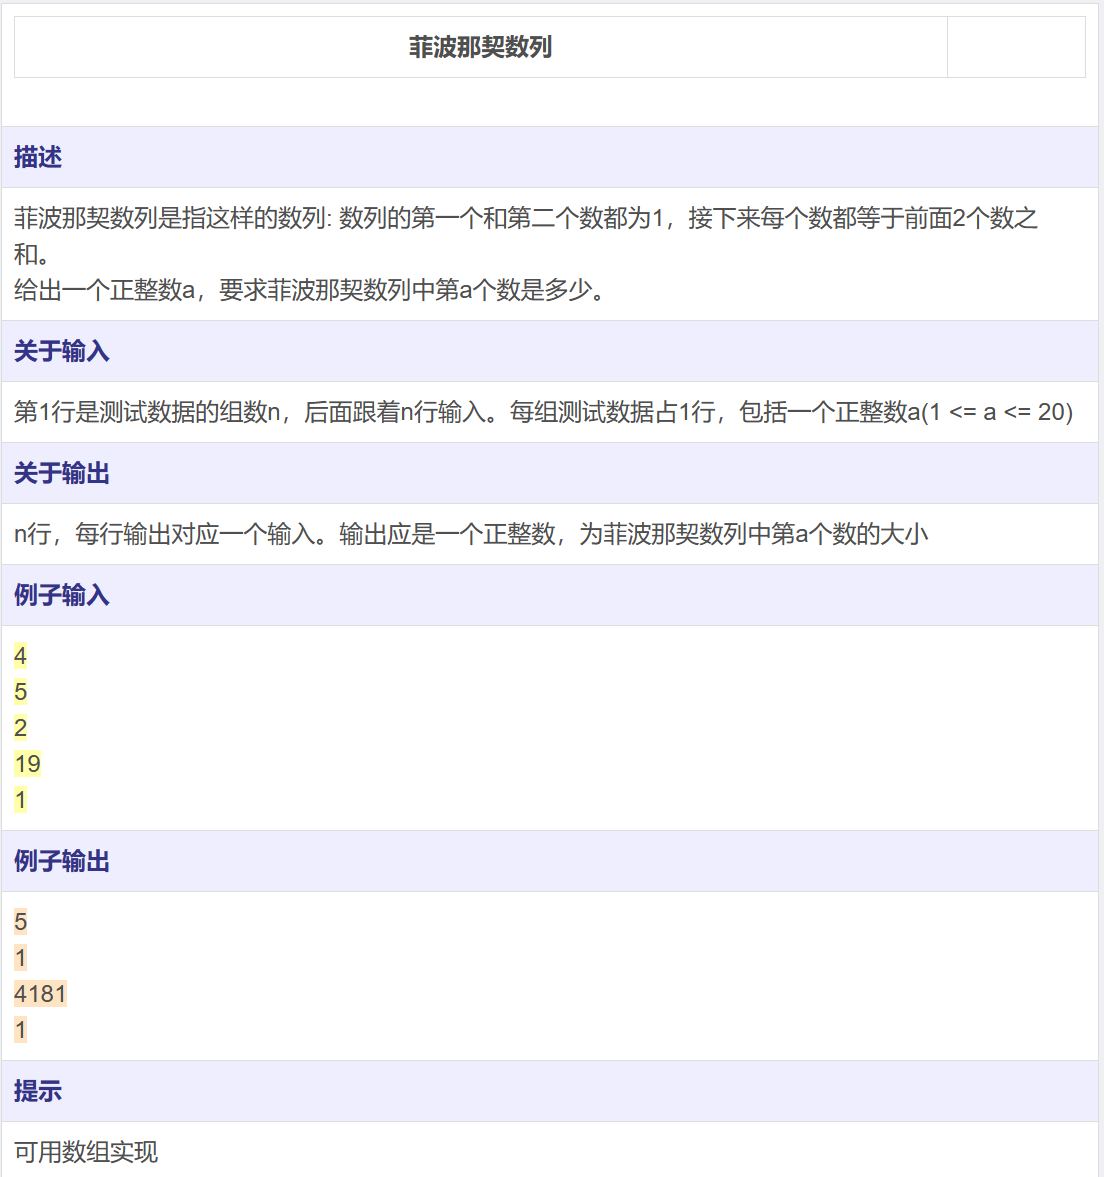 菲波那契数列
描述
菲波那契数列是指这样的数列: 数列的第一个和第二个数都为1，接下来每个数都等于前面2个数之
和。
给出一个正整数a，要求菲波那契数列中第a个数是多少。
关于输入
第1行是测试数据的组数n，后面跟着n行输入。每组测试数据占1行，包括一个正整数a(1 <= a <= 20)
关于输出
n行，每行输出对应一个输入。输出应是一个正整数，为菲波那契数列中第a个数的大小
例子输入
4
5
2
19
1
例子输出
5
1
4181
1
提示
可用数组实现